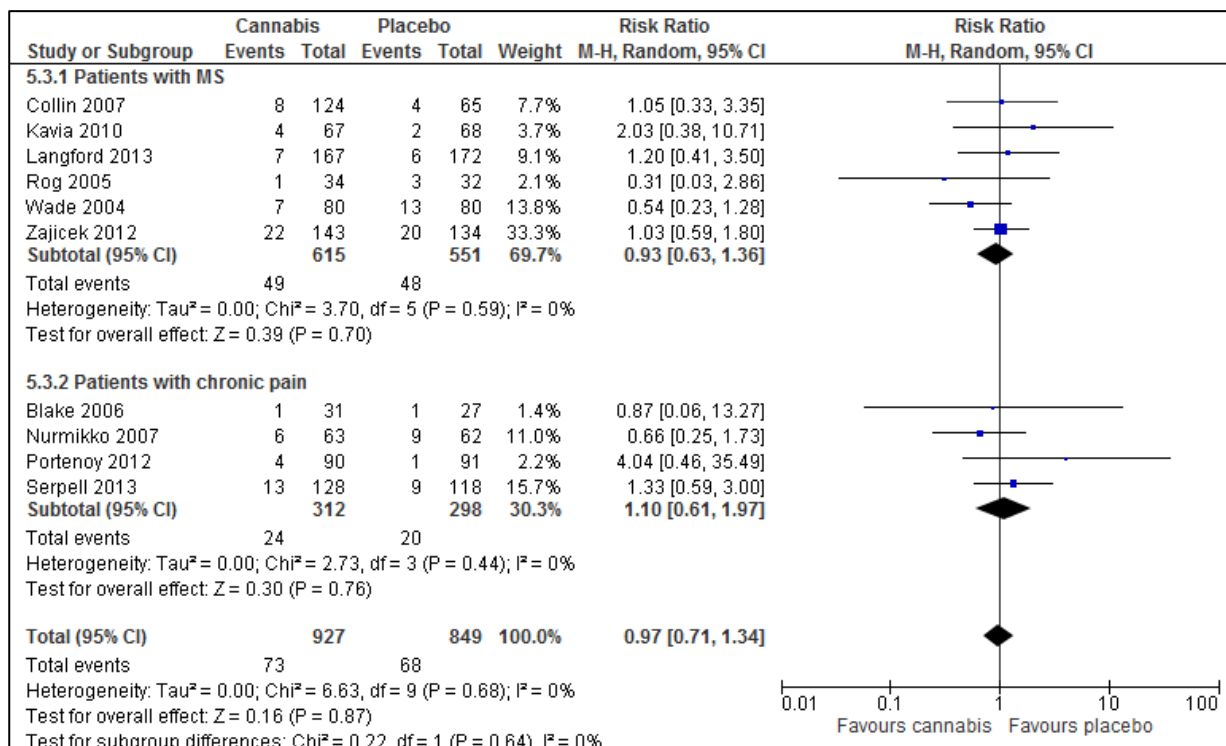 Cannabis Placebo Risk Ratio Risk Ratio
Study or Subgroup Events Total Events Total Weight M-H, Random, 95% CI M-H, Random, 95% CI
5.3.1 Patients with MS
Collin 2007 8 124 4 65 7.7% 1.05 [0.33, 3.35]
Kavia 2010 4 67 2 68 3.7% 2.03 [0.38, 10.71]
Langford 2013 7 167 6 172 9.1% 1.20 [0.41, 3.50]
Rog 2005 1 34 3 32 2.1% 0.31 [0.03, 2.86]
Wade 2004 7 80 13 80 13.8% 0.54 [0.23, 1.28]
Zajicek 2012 22 143 20 134 33.3% 1.03 [0.59, 1.80]
Subtotal (95% CI) 615 551 69.7% 0.93 [0.63, 1.36]
Total events 49 48
Heterogeneity: Tau² = 0.00; Chi² = 3.70, df = 5 (P = 0.59); I² = 0%
Test for overall effect: Z = 0.39 (P = 0.70)
5.3.2 Patients with chronic pain
Blake 2006 1 31 1 27 1.4% 0.87 [0.06, 13.27]
Nurmikko 2007 6 63 9 62 11.0% 0.66 [0.25, 1.73]
Portenoy 2012 4 90 1 91 2.2% 4.04 [0.46, 35.49]
Serpell 2013 13 128 9 118 15.7% 1.33 [0.59, 3.00]
Subtotal (95% CI) 312 298 30.3% 1.10 [0.61, 1.97]
Total events 24 20
Heterogeneity: Tau² = 0.00; Chi² = 2.73, df = 3 (P = 0.44); I² = 0%
Test for overall effect: Z = 0.30 (P = 0.76)
Total (95% CI) 927 849 100.0% 0.97 [0.71, 1.34]
Total events 73 68
Heterogeneity: Tau² = 0.00; Chi² = 6.63, df = 9 (P = 0.68); I² = 0%
Test for overall effect: Z = 0.16 (P = 0.87)
Test for subgroup differences: Chi² = 0.22, df = 1 (P = 0.64), I² = 0%
0.01 0.1 1 10 100
Favours cannabis Favours placebo